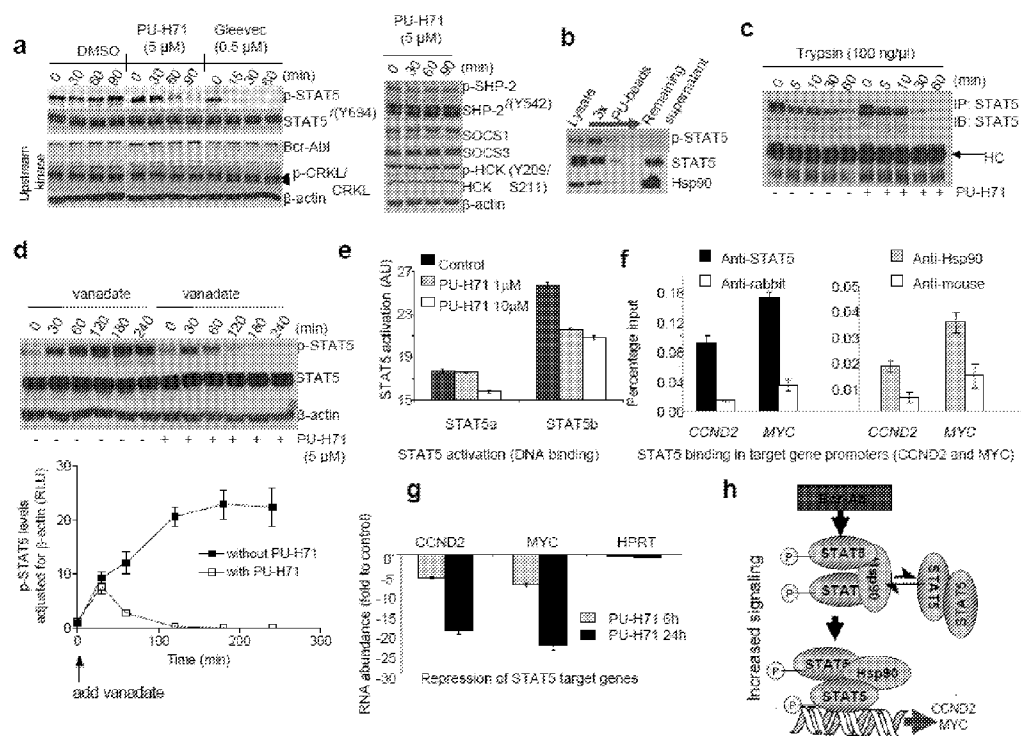 a
DMSO
PU-H71
(5 µM)
Gleevec
(0.5 µM)
0 30 60 90 0 30 60 90 0 15 30 60 (min)
p-STAT5
STAT5 /(Y694)
Upstream kinase
Bcr-Abl
p-CRKL/
CRKL
β-actin
PU-H71
(5 µM)
0 30 60 90 (min)
p-SHP-2
SHP-2 /(Y542)
SOCS1
SOCS3
p-HCK (Y209/
HCK S211)
β-actin
b
Lysate
3x PU-beads
Remaining supernatant
p-STAT5
STAT5
Hsp90
c
Trypsin (100 ng/µl)
0 5 10 30 60 0 5 10 30 60 (min)
IP: STAT5
IB: STAT5
HC
- - - - - + + + + + PU-H71
d
vanadate vanadate
0 30 60 120 180 240 0 30 60 120 180 240 (min)
p-STAT5
STAT5
β-actin
- - - - - - + + + + + + PU-H71
(5 µM)
p-STAT5 levels
adjusted for β-actin (RLU)
30
20
10
0
without PU-H71
with PU-H71
0 100 200 300
Time (min)
add vanadate
e
STAT5 activation (AU)
27
23
19
15
Control
PU-H71 1µM
PU-H71 10µM
STAT5a STAT5b
STAT5 activation (DNA binding)
f
Anti-STAT5
Anti-rabbit
Anti-Hsp90
Anti-mouse
Percentage input
0.16
0.12
0.08
0.04
0.00
0.05
0.04
0.03
0.02
0.01
CCND2 MYC CCND2 MYC
STAT5 binding in target gene promoters (CCND2 and MYC)
g
RNA abundance (fold to control)
CCND2 MYC HPRT
0
-5
-10
-15
-20
-25
-30
PU-H71 6h
PU-H71 24h
Repression of STAT5 target genes
h
Increased signaling
Bcr-Abl
P STAT5
P STAT
Hsp90
STAT5
STAT5
P STAT5
Hsp90
P STAT5
CCND2
MYC